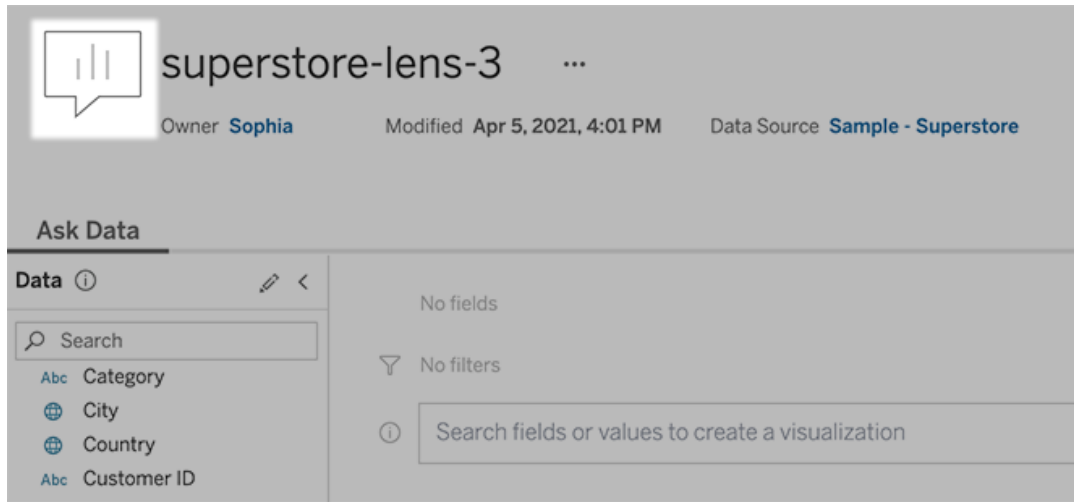 superstore-lens-3 ...
Owner Sophia Modified Apr 5, 2021, 4:01 PM Data Source Sample - Superstore
Ask Data
Data
Search
Abc Category
City
Country
Abc Customer ID
No fields
No filters
Search fields or values to create a visualization